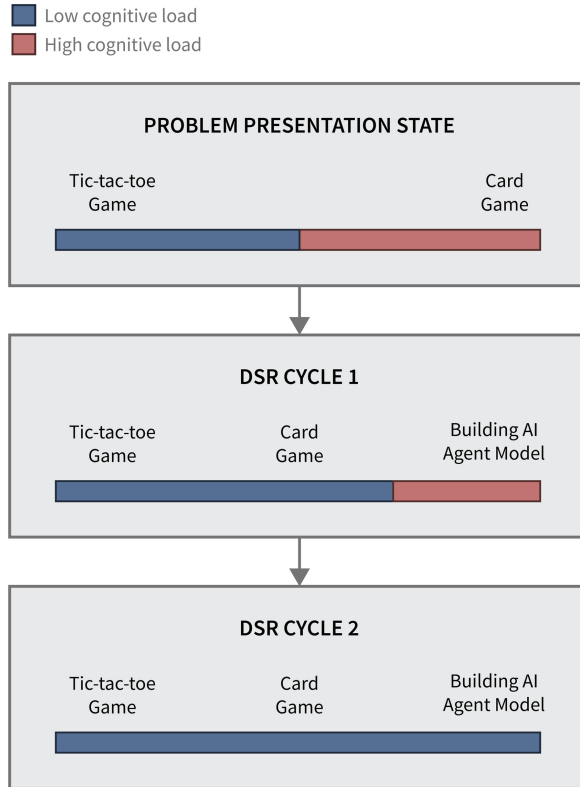 Low cognitive load
High cognitive load
PROBLEM PRESENTATION STATE
Tic-tac-toe
Game
Card
Game
DSR CYCLE 1
Tic-tac-toe
Game
Card
Game
Building AI
Agent Model
DSR CYCLE 2
Tic-tac-toe
Game
Card
Game
Building AI
Agent Model